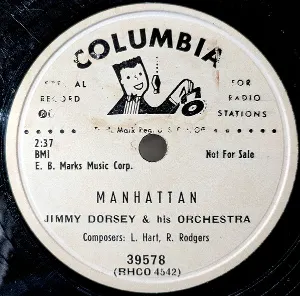 COLUMBIA
SPECIAL FOR
RECORD RADIO
STATIONS
2:37
BMI Not For Sale
E. B. Marks Music Corp.
MANHATTAN
JIMMY DORSEY & his ORCHESTRA
Composers: L. Hart, R. Rodgers
39578
(RHCO 4542)